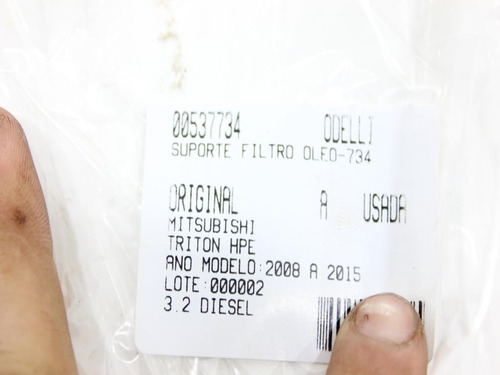 00537734 ODELLI
SUPORTE FILTRO OLEO-734
ORIGINAL A USADA
MITSUBISHI
TRITON HPE
ANO MODELO:2008 A 2015
LOTE:000002
3.2 DIESEL